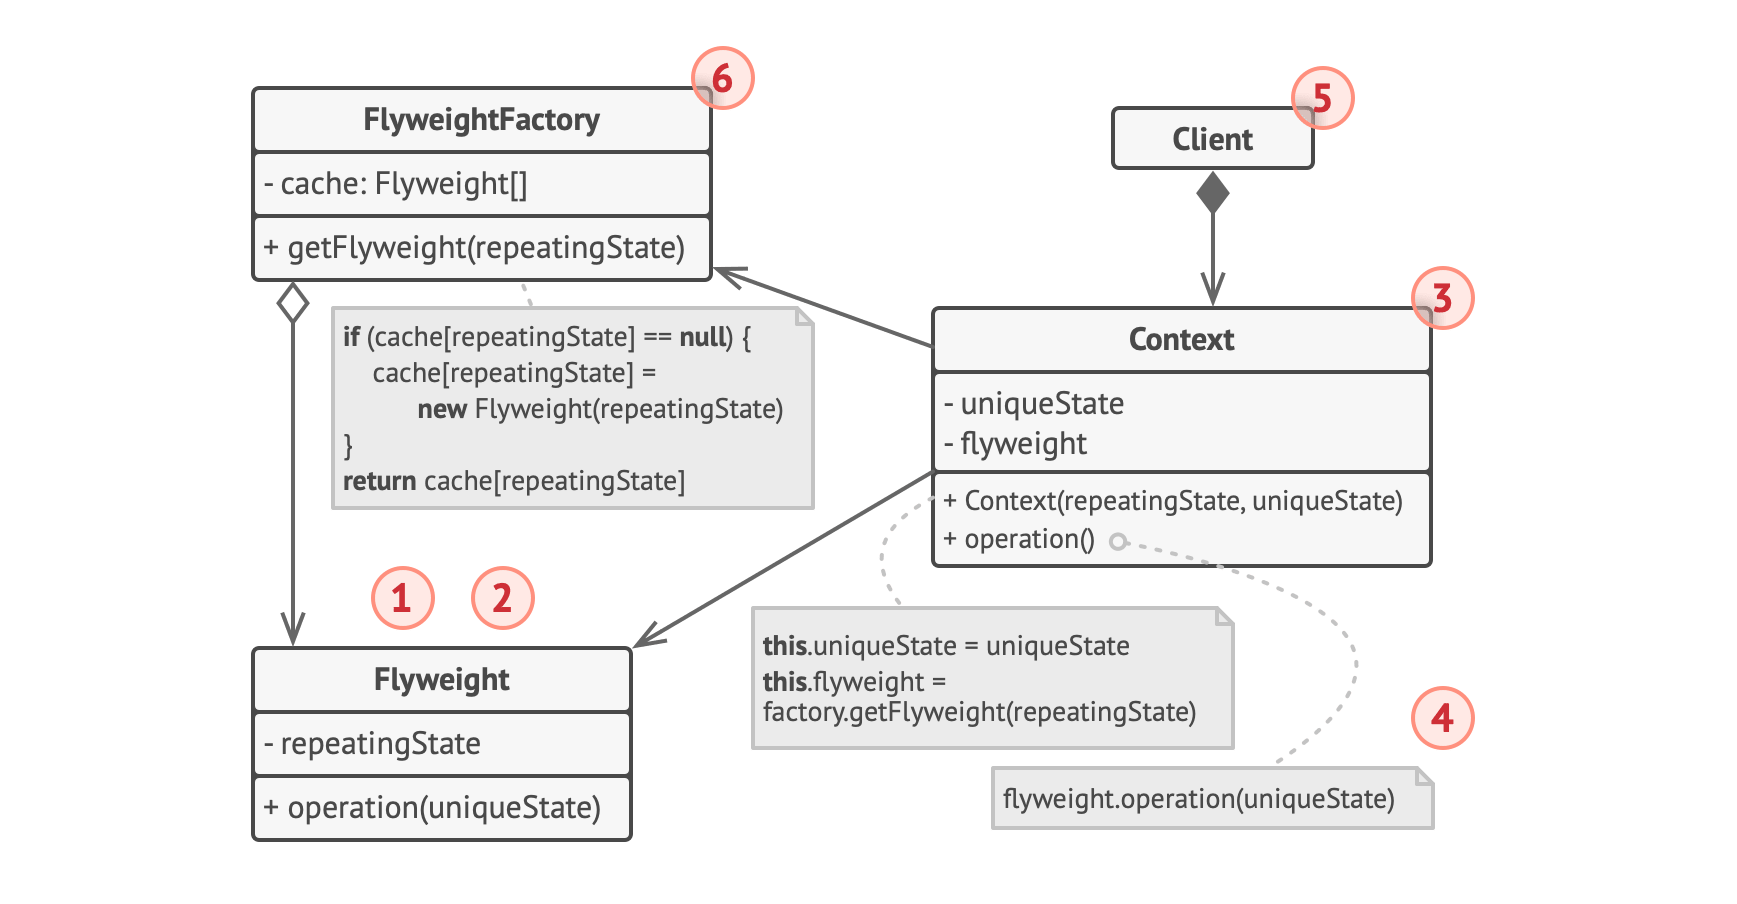 6
FlyweightFactory
- cache: Flyweight[]
+ getFlyweight(repeatingState)
if (cache[repeatingState] == null) {
cache[repeatingState] =
new Flyweight(repeatingState)
}
return cache[repeatingState]
5
Client
3
Context
- uniqueState
- flyweight
+ Context(repeatingState, uniqueState)
+ operation()
1
2
Flyweight
- repeatingState
+ operation(uniqueState)
this.uniqueState = uniqueState
this.flyweight =
factory.getFlyweight(repeatingState)
4
flyweight.operation(uniqueState)